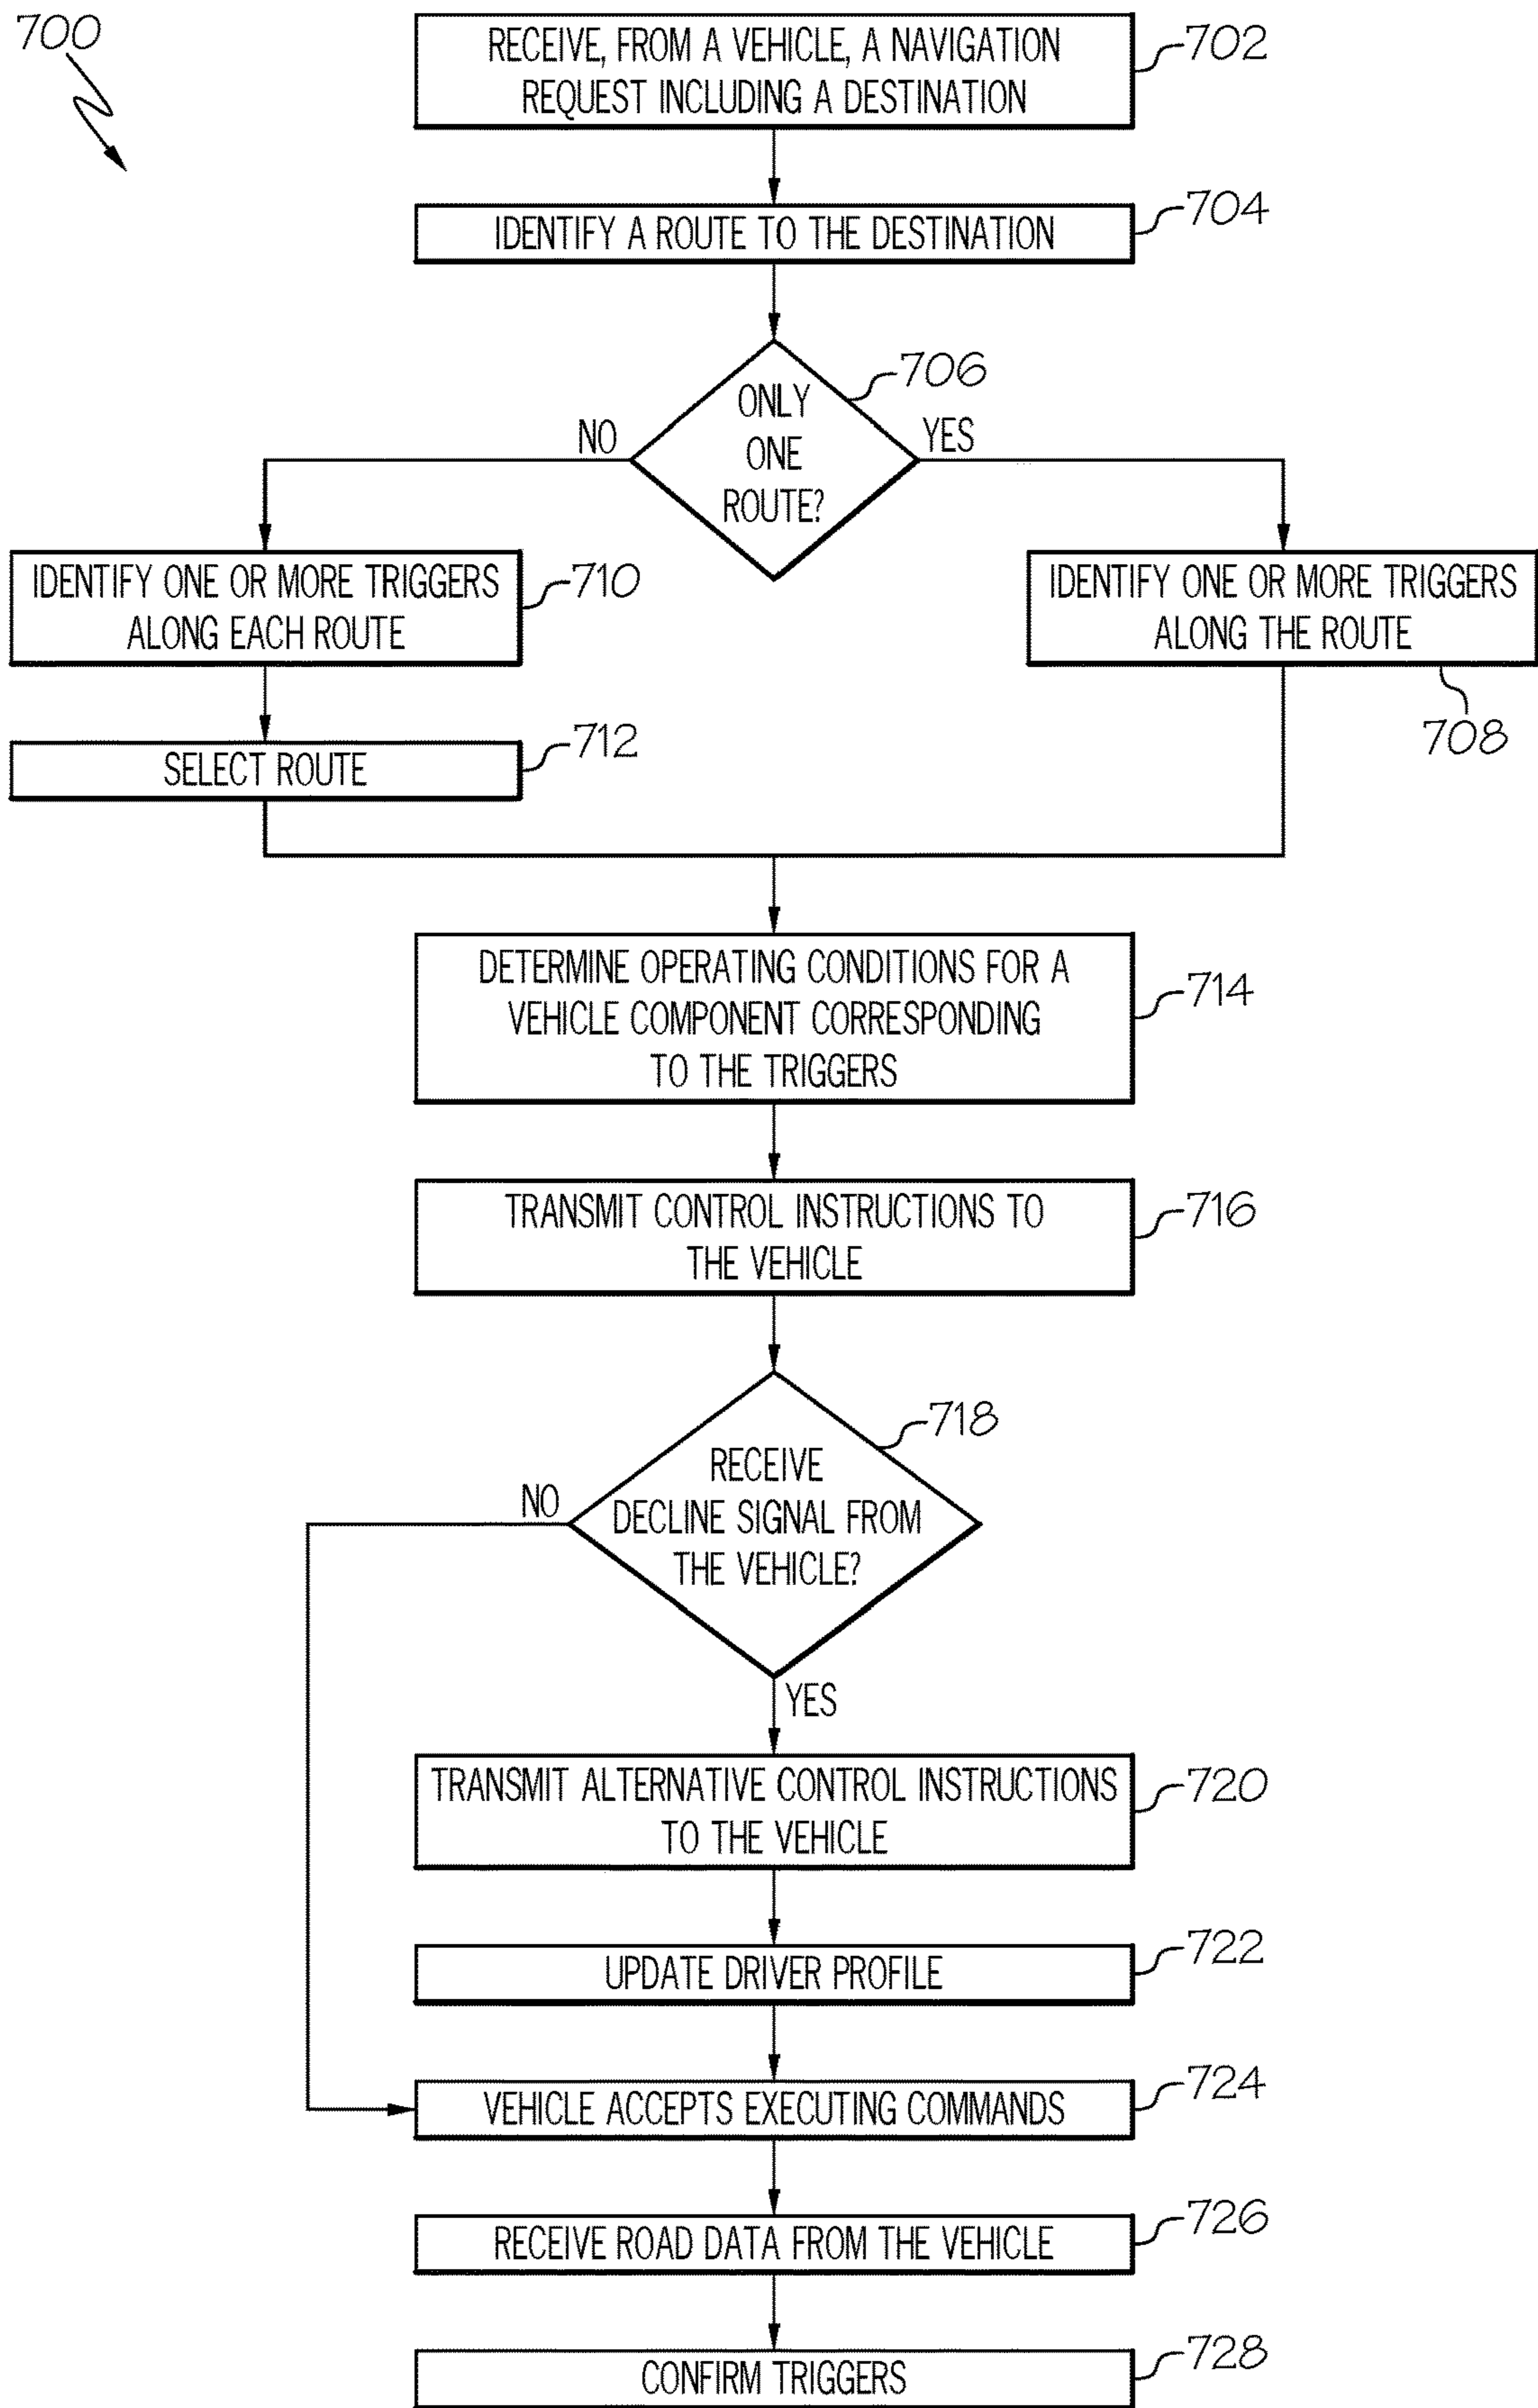 700
RECEIVE, FROM A VEHICLE, A NAVIGATION
REQUEST INCLUDING A DESTINATION
702
IDENTIFY A ROUTE TO THE DESTINATION
704
ONLY
ONE
ROUTE?
706
NO
YES
IDENTIFY ONE OR MORE TRIGGERS
ALONG EACH ROUTE
710
IDENTIFY ONE OR MORE TRIGGERS
ALONG THE ROUTE
708
SELECT ROUTE
712
DETERMINE OPERATING CONDITIONS FOR A
VEHICLE COMPONENT CORRESPONDING
TO THE TRIGGERS
714
TRANSMIT CONTROL INSTRUCTIONS TO
THE VEHICLE
716
RECEIVE
DECLINE SIGNAL FROM
THE VEHICLE?
718
NO
YES
TRANSMIT ALTERNATIVE CONTROL INSTRUCTIONS
TO THE VEHICLE
720
UPDATE DRIVER PROFILE
722
VEHICLE ACCEPTS EXECUTING COMMANDS
724
RECEIVE ROAD DATA FROM THE VEHICLE
726
CONFIRM TRIGGERS
728